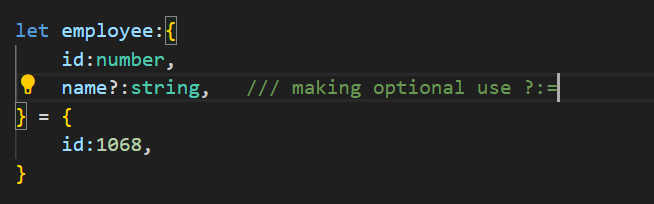 let employee:{
id:number,
name?:string, /// making optional use ?:=
} = {
id:1068,
}